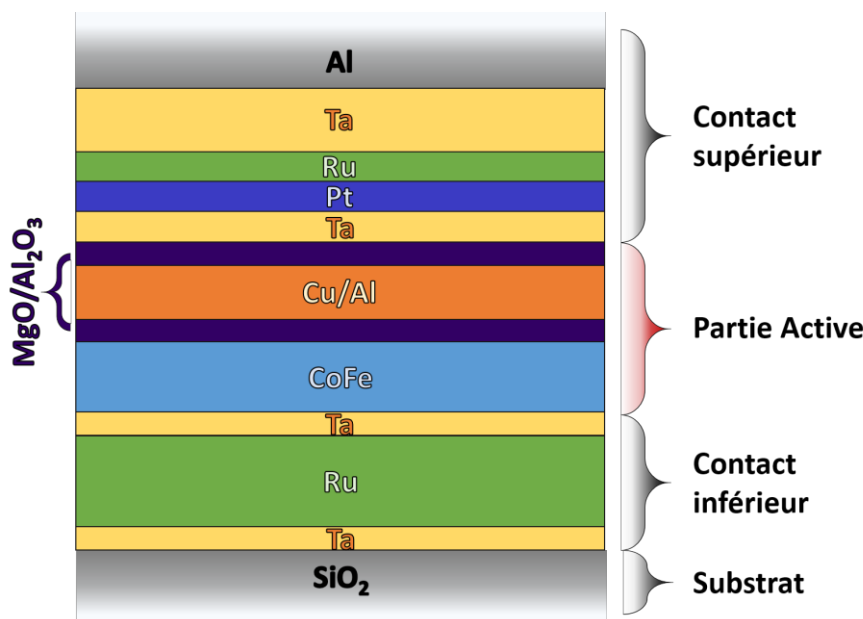 Al
Ta
Ru
Pt
Ta
Cu/Al
CoFe
Ta
Ru
Ta
SiO₂
MgO/Al₂O₃
Contact
supérieur
Partie Active
Contact
inférieur
Substrat